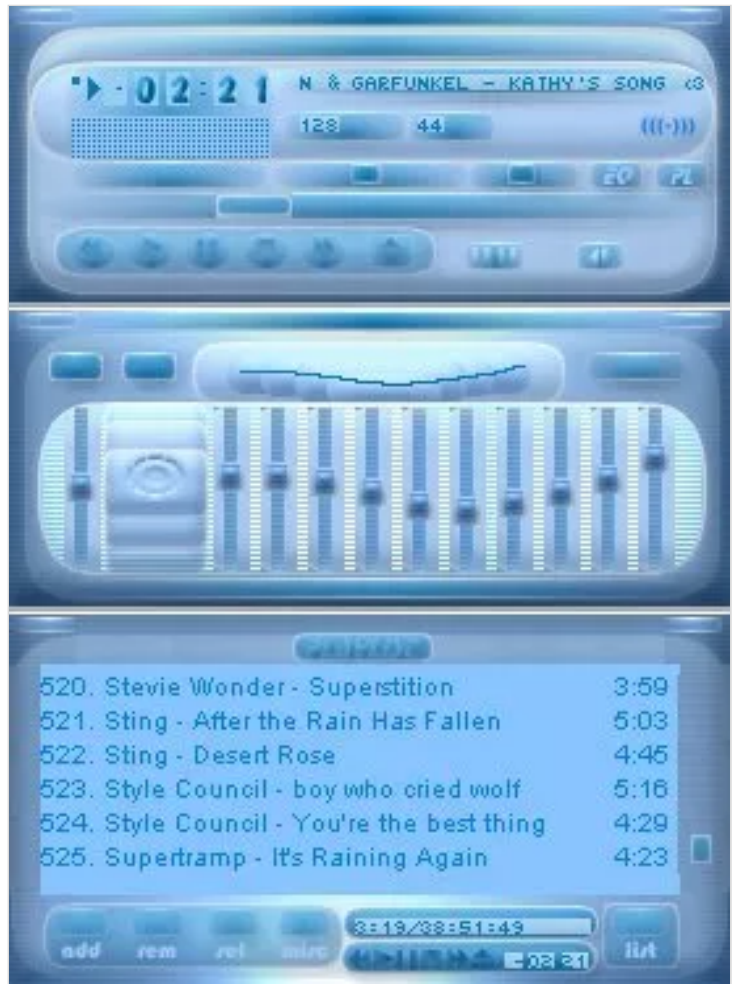 -02:21
N & GARFUNKEL - KATHY'S SONG <3
128 44
EQ PL
520. Stevie Wonder - Superstition 3:59
521. Sting - After the Rain Has Fallen 5:03
522. Sting - Desert Rose 4:45
523. Style Council - boy who cried wolf 5:16
524. Style Council - You're the best thing 4:29
525. Supertramp - It's Raining Again 4:23
3:19/38:51:49
add rem sel misc list
-02 21